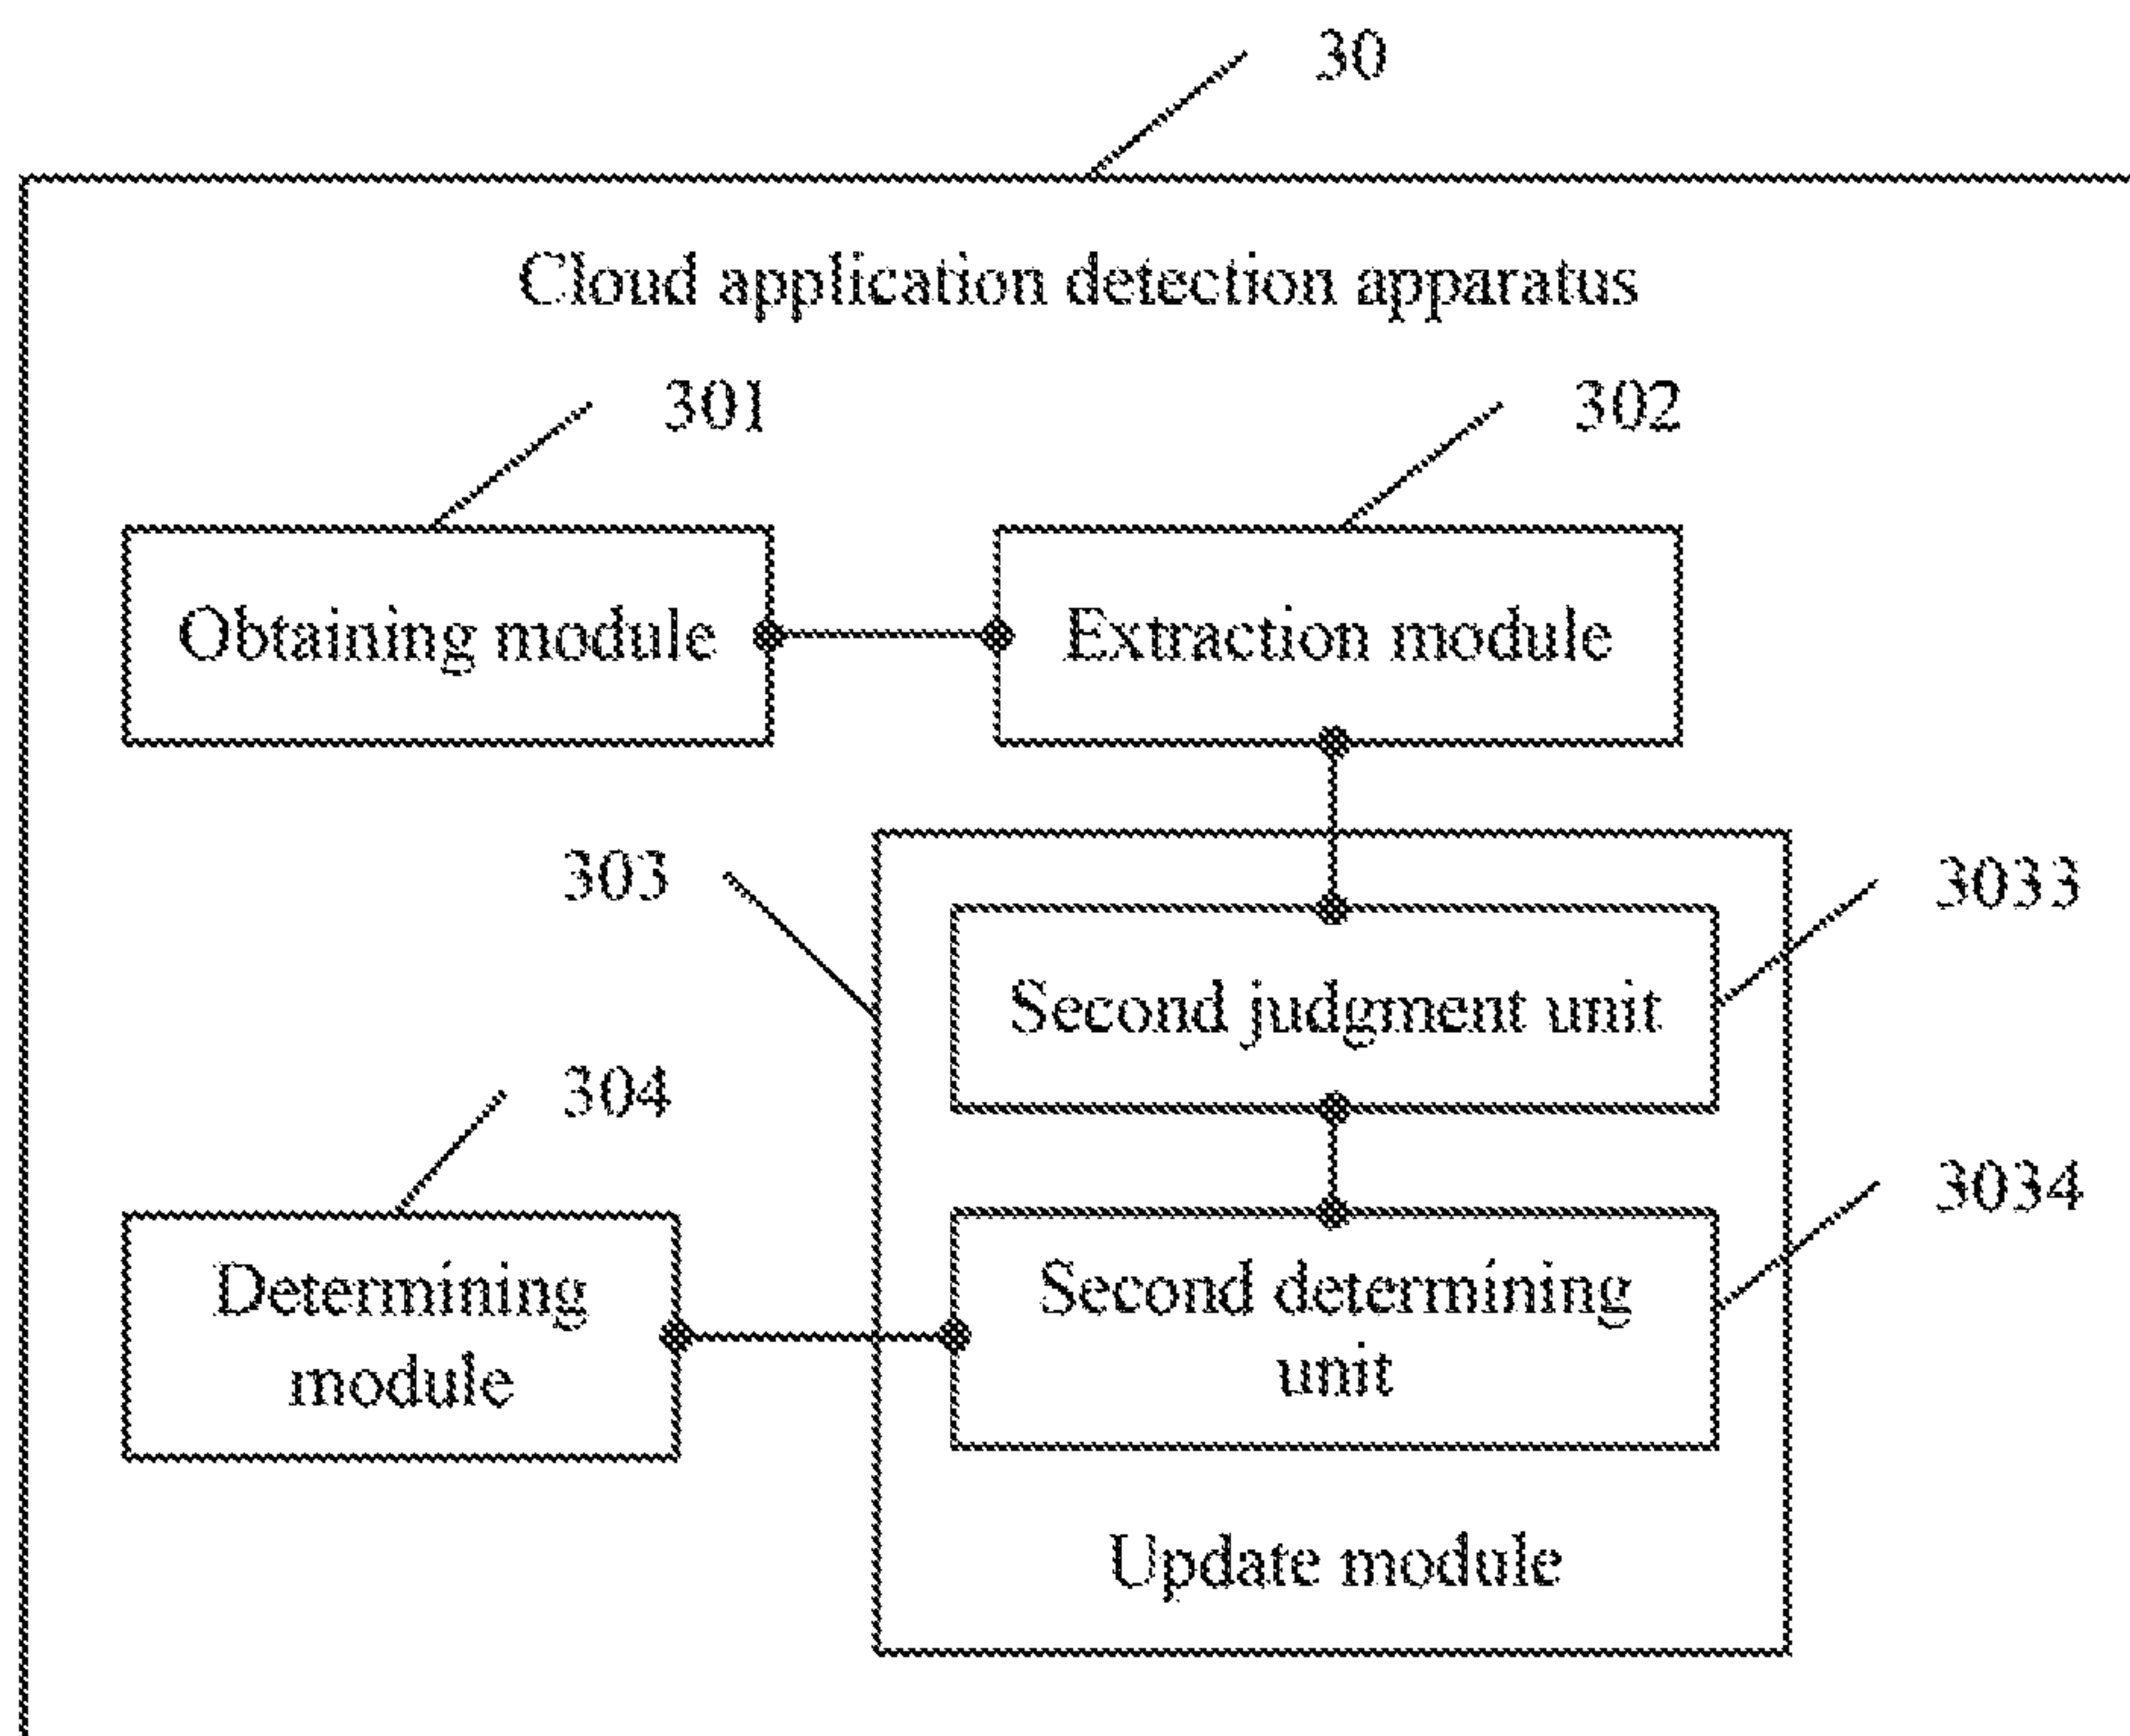 30
Cloud application detection apparatus
301
302
Obtaining module
Extraction module
303
3033
Second judgment unit
304
3034
Determining
module
Second determining
unit
Update module